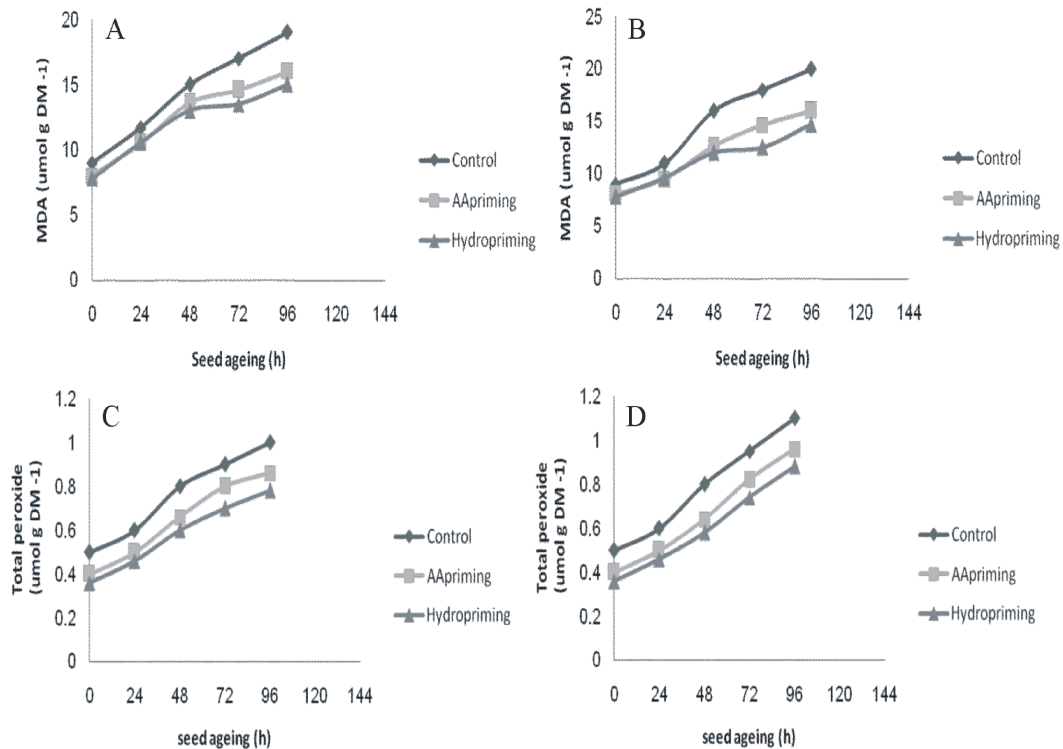 A
MDA (umol g DM -1)
20
15
10
5
0
0 24 48 72 96 120 144
Seed ageing (h)
Control
AApriming
Hydropriming
B
MDA (umol g DM -1)
25
20
15
10
5
0
0 24 48 72 96 120 144
Seed ageing (h)
Control
AApriming
Hydropriming
C
Total peroxide
(umol g DM -1)
1.2
1
0.8
0.6
0.4
0.2
0
0 24 48 72 96 120 144
seed ageing (h)
Control
AApriming
Hydropriming
D
Total peroxide
(umol g DM -1)
1.2
1
0.8
0.6
0.4
0.2
0
0 24 48 72 96 120 144
seed ageing (h)
Control
AApriming
Hydropriming